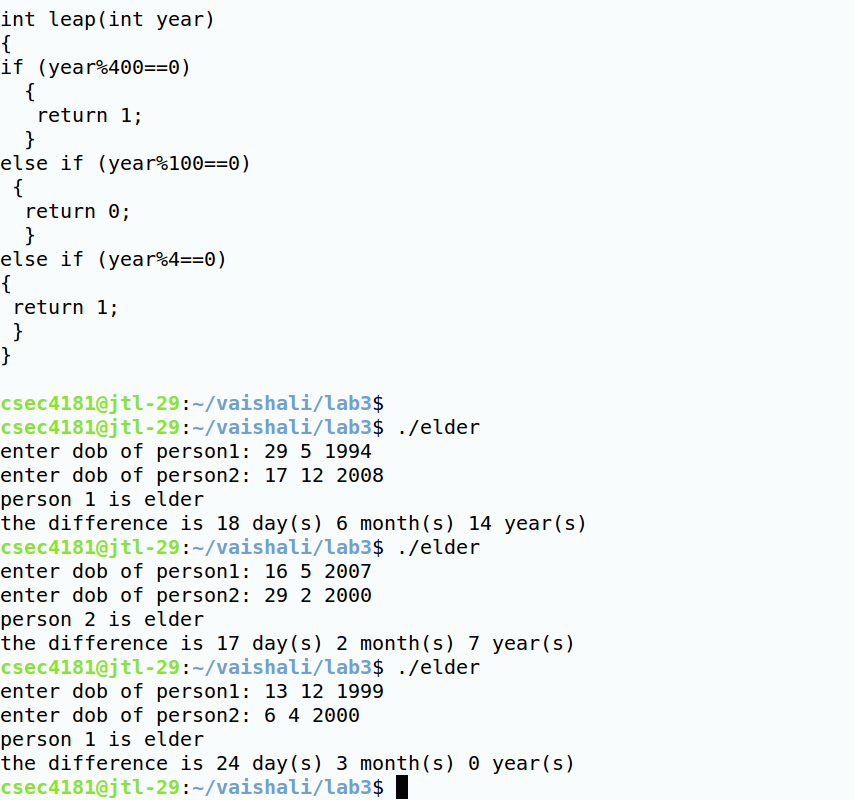 int leap(int year)
{
if (year%400==0)
  {
   return 1;
  }
else if (year%100==0)
 {
  return 0;
  }
else if (year%4==0)
{
 return 1;
 }
}

csec4181@jtl-29:~/vaishali/lab3$
csec4181@jtl-29:~/vaishali/lab3$ ./elder
enter dob of person1: 29 5 1994
enter dob of person2: 17 12 2008
person 1 is elder
the difference is 18 day(s) 6 month(s) 14 year(s)
csec4181@jtl-29:~/vaishali/lab3$ ./elder
enter dob of person1: 16 5 2007
enter dob of person2: 29 2 2000
person 2 is elder
the difference is 17 day(s) 2 month(s) 7 year(s)
csec4181@jtl-29:~/vaishali/lab3$ ./elder
enter dob of person1: 13 12 1999
enter dob of person2: 6 4 2000
person 1 is elder
the difference is 24 day(s) 3 month(s) 0 year(s)
csec4181@jtl-29:~/vaishali/lab3$